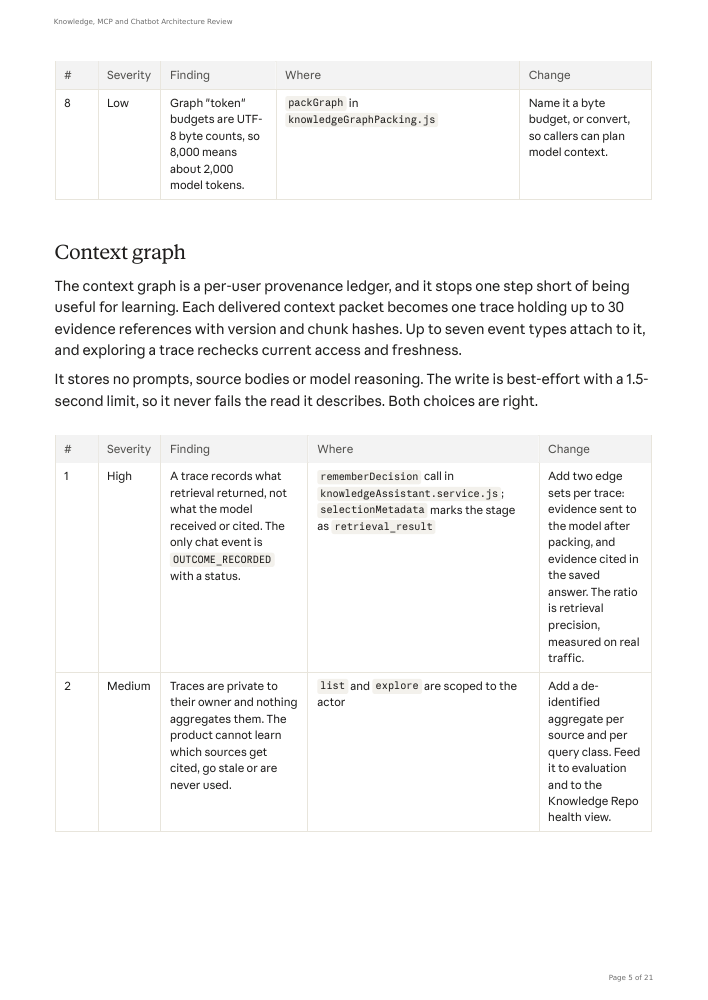 Knowledge, MCP and Chatbot Architecture Review
# Severity Finding Where Change
8 Low Graph "token" packGraph in Name it a byte
budgets are UTF- knowledgeGraphPacking.js budget, or convert,
8 byte counts, so so callers can plan
8,000 means model context.
about 2,000
model tokens.
Context graph
The context graph is a per-user provenance ledger, and it stops one step short of being
useful for learning. Each delivered context packet becomes one trace holding up to 30
evidence references with version and chunk hashes. Up to seven event types attach to it,
and exploring a trace rechecks current access and freshness.
It stores no prompts, source bodies or model reasoning. The write is best-effort with a 1.5-
second limit, so it never fails the read it describes. Both choices are right.
# Severity Finding Where Change
1 High A trace records what rememberDecision call in Add two edge
retrieval returned, not knowledgeAssistant.service.js; sets per trace:
what the model selectionMetadata marks the stage evidence sent to
received or cited. The as retrieval_result the model after
only chat event is packing, and
OUTCOME_RECORDED evidence cited in
with a status. the saved
answer. The ratio
is retrieval
precision,
measured on real
traffic.
2 Medium Traces are private to list and explore are scoped to the Add a de-
their owner and nothing actor identified
aggregates them. The aggregate per
product cannot learn source and per
which sources get query class. Feed
cited, go stale or are it to evaluation
never used. and to the
Knowledge Repo
health view.
Page 5 of 21